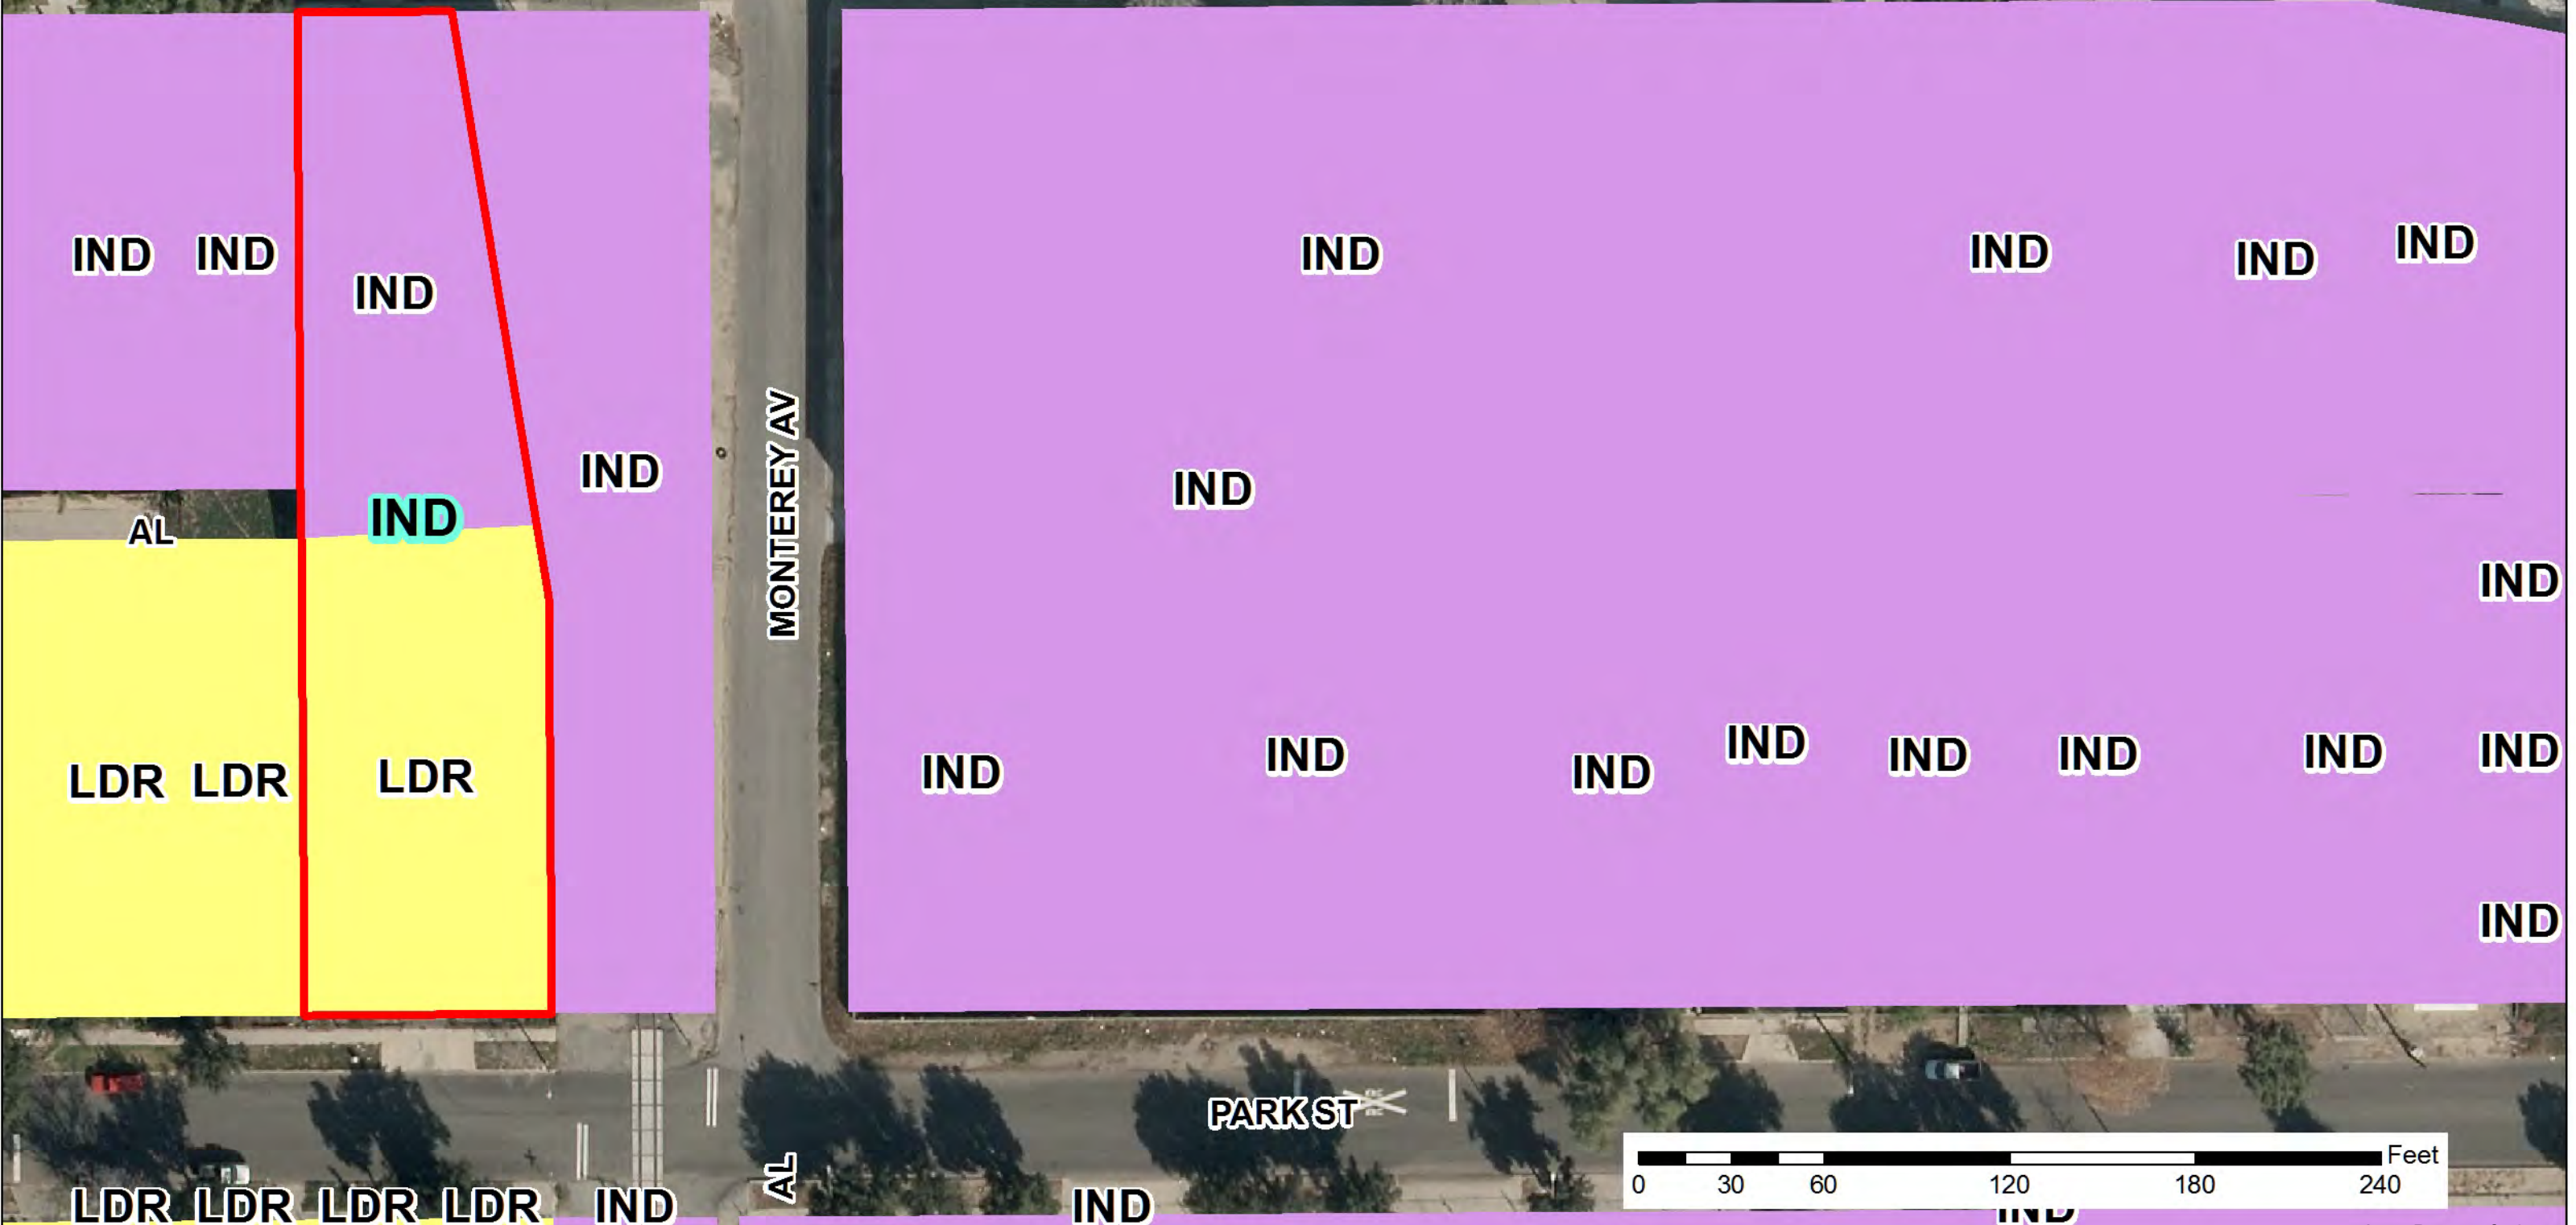 IND IND IND IND IND IND IND
IND
MONTEREY AV
IND IND IND
AL
IND
LDR LDR LDR IND IND IND IND IND IND IND IND
IND
PARK ST
AL
Feet
0 30 60 120 180 240
LDR LDR LDR LDR IND IND IND